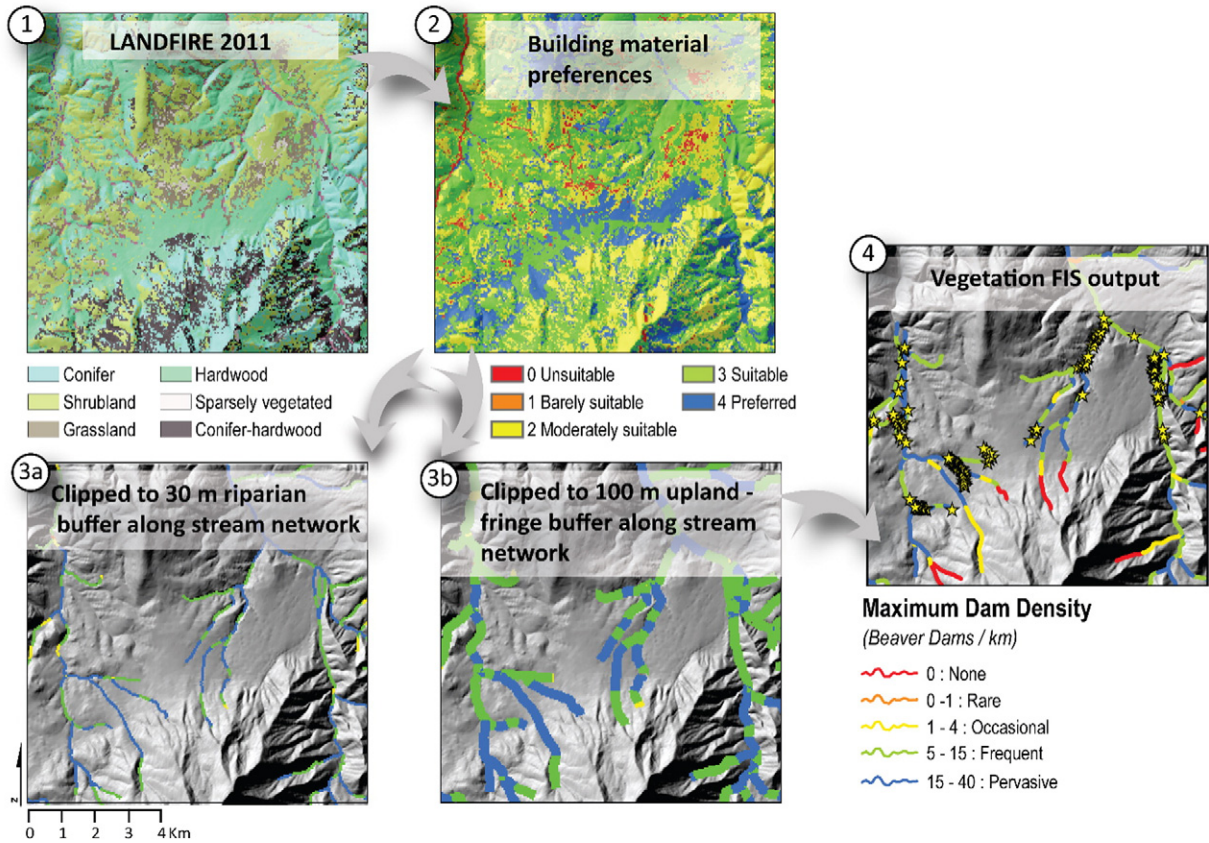 1
LANDFIRE 2011
2
Building material
preferences
Conifer
Hardwood
Shrubland
Sparsely vegetated
Grassland
Conifer-hardwood
0 Unsuitable
3 Suitable
1 Barely suitable
4 Preferred
2 Moderately suitable
3a
Clipped to 30 m riparian
buffer along stream network
3b
Clipped to 100 m upland -
fringe buffer along stream
network
4
Vegetation FIS output
Maximum Dam Density
(Beaver Dams / km)
0 : None
0 -1 : Rare
1 - 4 : Occasional
5 - 15 : Frequent
15 - 40 : Pervasive
N
0 1 2 3 4 Km